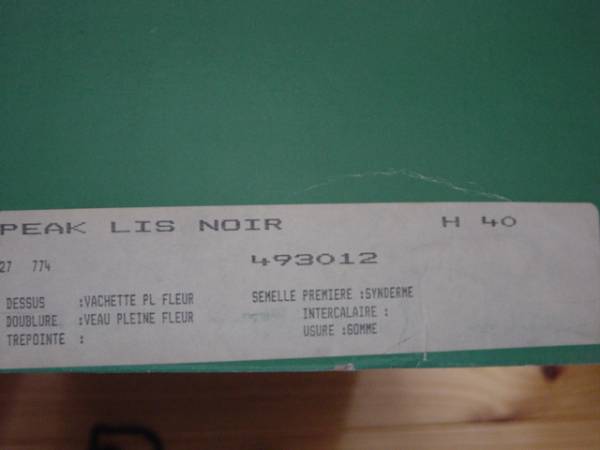 PEAK LIS NOIR H 40
27 774 493012
DESSUS :VACHETTE PL FLEUR SEMELLE PREMIERE :SYNDERME
DOUBLURE :VEAU PLEINE FLEUR INTERCALAIRE :
TREPOINTE : USURE :GOMME